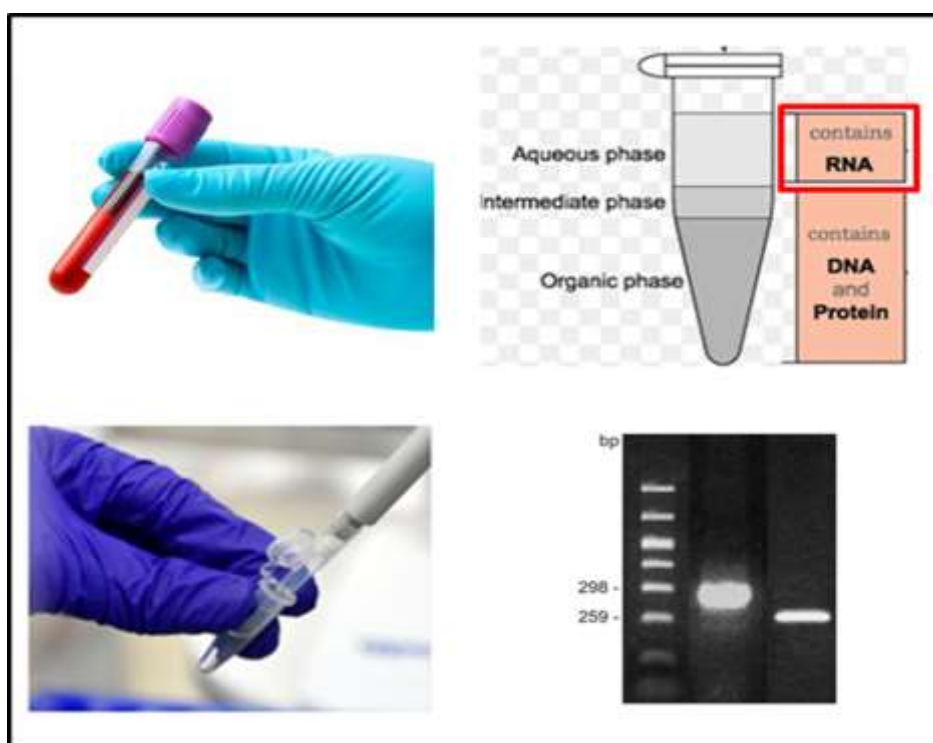 Aqueous phase
Intermediate phase
Organic phase
contains
RNA
contains
DNA
and
Protein
bp
298 -
259 -